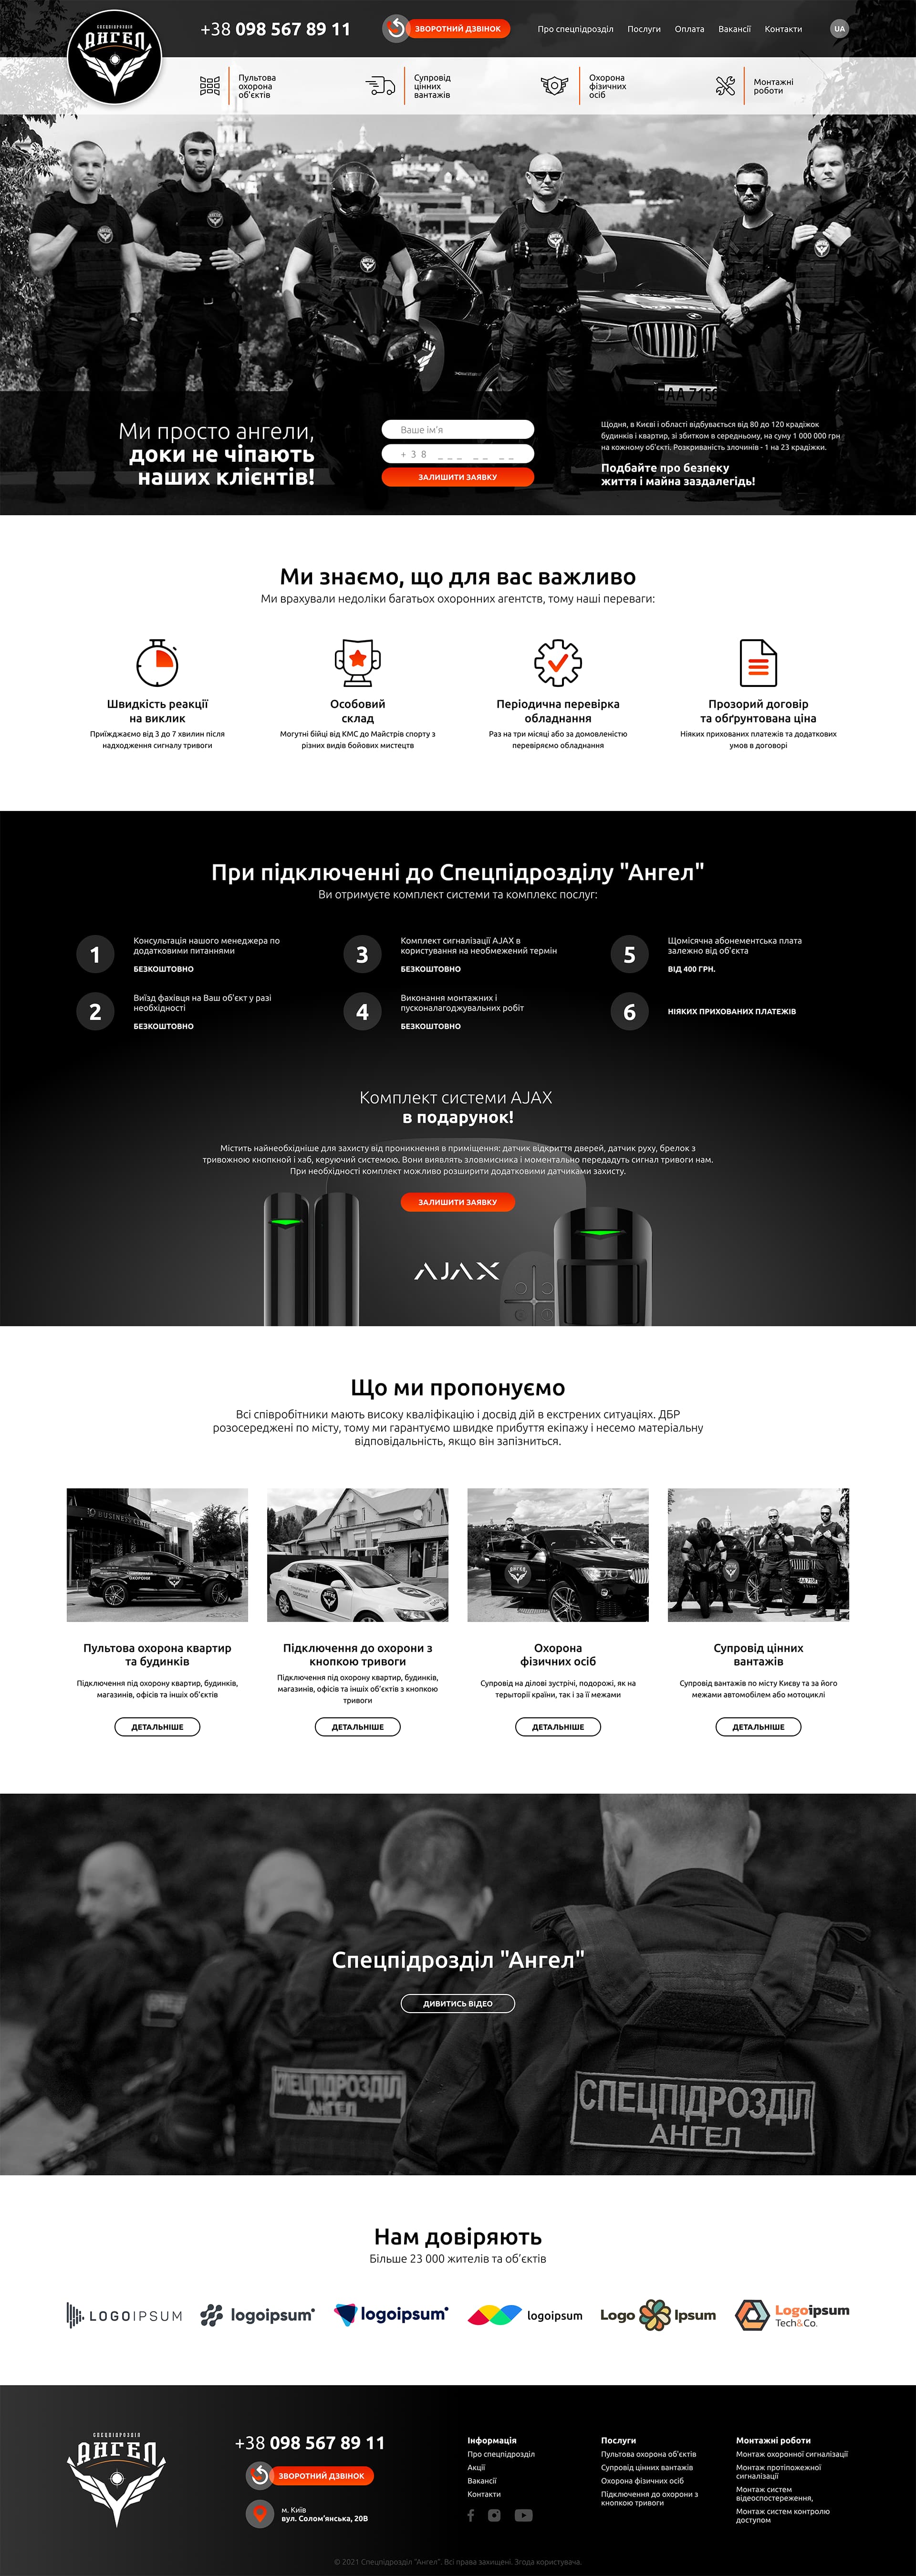 СПЕЦПІДРОЗДІЛ
АНГЕЛ
+38 098 567 89 11
ЗВОРОТНИЙ ДЗВІНОК
Про спецпідрозділ
Послуги
Оплата
Вакансії
Контакти
UA
Пультова
охорона
об'єктів
Супровід
цінних
вантажів
Охорона
фізичних
осіб
Монтажні
роботи
Ми просто ангели,
доки не чіпають
наших клієнтів!
Ваше ім'я
+38 ___ __ __
ЗАЛИШИТИ ЗАЯВКУ
Щодня, в Києві і області відбувається від 80 до 120 крадіжок
будинків і квартир, зі збитком в середньому, на суму 1 000 000 грн
на кожному об'єкті. Розкриваність злочинів - 1 на 23 крадіжки.
Подбайте про безпеку
життя і майна заздалегідь!
Ми знаємо, що для вас важливо
Ми врахували недоліки багатьох охоронних агентств, тому наші переваги:
Швидкість реакції
на виклик
Приїжджаємо від 3 до 7 хвилин після
надходження сигналу тривоги
Особовий
склад
Могутні бійці від КМС до Майстрів спорту з
різних видів бойових мистецтв
Періодична перевірка
обладнання
Раз на три місяці або за домовленістю
перевіряємо обладнання
Прозорий договір
та обґрунтована ціна
Ніяких прихованих платежів та додаткових
умов в договорі
При підключенні до Спецпідрозділу "Ангел"
Ви отримуєте комплект системи та комплекс послуг:
1
Консультація нашого менеджера по
додатковими питаннями
БЕЗКОШТОВНО
2
Виїзд фахівця на Ваш об'єкт у разі
необхідності
БЕЗКОШТОВНО
3
Комплект сигналізації AJAX в
користування на необмежений термін
БЕЗКОШТОВНО
4
Виконання монтажних і
пусконалагоджувальних робіт
БЕЗКОШТОВНО
5
Щомісячна абонементська плата
залежно від об'єкта
ВІД 400 ГРН.
6
НІЯКИХ ПРИХОВАНИХ ПЛАТЕЖІВ
Комплект системи AJAX
в подарунок!
Містить найнеобхідніше для захисту від проникнення в приміщення: датчик відкриття дверей, датчик руху, брелок з
тривожною кнопкной і хаб, керуючий системою. Вони виявлять зловмисника і моментально передадуть сигнал тривоги нам.
При необхідності комплект можливо розширити додатковими датчиками захисту.
ЗАЛИШИТИ ЗАЯВКУ
AJAX
Що ми пропонуємо
Всі співробітники мають високу кваліфікацію і досвід дій в екстрених ситуаціях. ДБР
розосереджені по місту, тому ми гарантуємо швидке прибуття екіпажу і несемо матеріальну
відповідальність, якщо він запізниться.
Пультова охорона квартир
та будинків
Підключення під охорону квартир, будинків,
магазинів, офісів та інших об'єктів
ДЕТАЛЬНІШЕ
Підключення до охорони з
кнопкою тривоги
Підключення під охорону квартир, будинків,
магазинів, офісів та інших об'єктів з кнопкою
тривоги
ДЕТАЛЬНІШЕ
Охорона
фізичних осіб
Супровід на ділові зустрічі, подорожі, як на
терьторії країни, так і за її межами
ДЕТАЛЬНІШЕ
Супровід цінних
вантажів
Супровід вантажів по місту Києву та за його
межами автомобілем або мотоциклі
ДЕТАЛЬНІШЕ
Спецпідрозділ "Ангел"
ДИВИТИСЬ ВІДЕО
СПЕЦПІДРОЗДІЛ
АНГЕЛ
СПЕЦПІДРОЗДІЛ
АНГЕЛ
Нам довіряють
Більше 23 000 жителів та об'єктів
LOGOIPSUM
logoipsum
logoipsum
logoipsum
Logo Ipsum
Logoipsum
Tech&Co.
СПЕЦПІДРОЗДІЛ
АНГЕЛ
+38 098 567 89 11
ЗВОРОТНИЙ ДЗВІНОК
м. Київ
вул. Солом'янська, 20В
Інформація
Про спецпідрозділ
Акції
Вакансії
Контакти
Послуги
Пультова охорона об'єктів
Супровід цінних вантажів
Охорона фізичних осіб
Підключення до охорони з
кнопкою тривоги
Монтажні роботи
Монтаж охоронної сигналізації
Монтаж протіпожежної
сигналізації
Монтаж систем
відеоспостереження,
Монтаж систем контролю
доступом
© 2021 Спецпідрозділ "Ангел". Всі права захищені. Згода користувача.